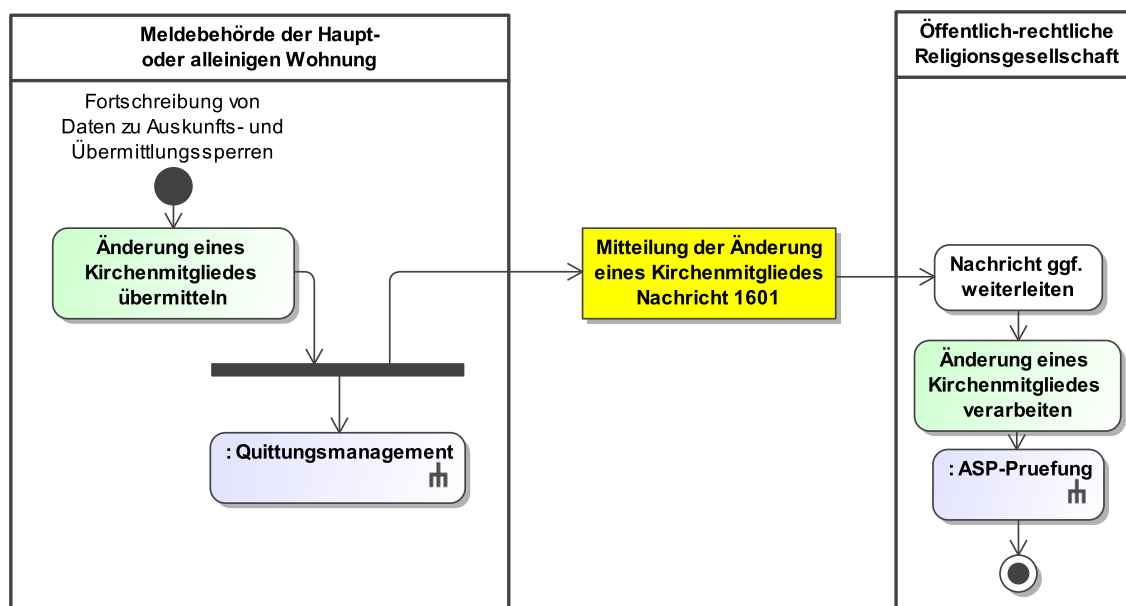 Meldebehörde der Haupt-
oder alleinigen Wohnung
Fortschreibung von
Daten zu Auskunfts- und
Übermittlungssperren
Änderung eines
Kirchenmitgliedes
übermitteln
: Quittungsmanagement
Mitteilung der Änderung
eines Kirchenmitgliedes
Nachricht 1601
Öffentlich-rechtliche
Religionsgesellschaft
Nachricht ggf.
weiterleiten
Änderung eines
Kirchenmitgliedes
verarbeiten
: ASP-Pruefung